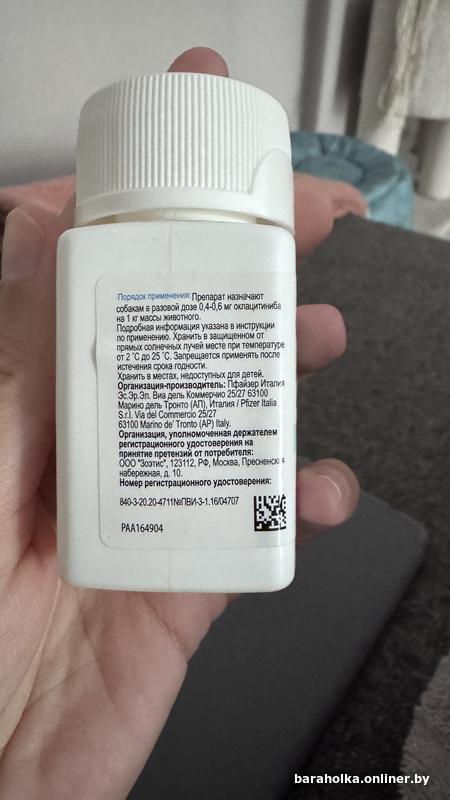 Порядок применения: Препарат назначают
собакам в разовой дозе 0,4-0,6 мг оклацитиниба
на 1 кг массы животного.
Подробная информация указана в инструкции
по применению. Хранить в защищенном от
прямых солнечных лучей месте при температуре
от 2 ˚С до 25 ˚С. Запрещается применять после
истечения срока годности.
Хранить в местах, недоступных для детей.
Организация-производитель: Пфайзер Италия
Эс.Эр.Эл. Виа дель Коммерчио 25/27 63100
Марино дель Тронто (АП), Италия / Pfizer Italia
S.r.l. Via del Commercio 25/27
63100 Marino de' Tronto (AP) Italy.
Организация, уполномоченная держателем
регистрационного удостоверения на
принятие претензий от потребителя:
ООО "Зоэтис", 123112, РФ, Москва, Пресненская
набережная, д. 10.
Номер регистрационного удостоверения:
840-3-20.20-4711№ПВИ-3-1.16/04707
PAA164904
baraholka.onliner.by